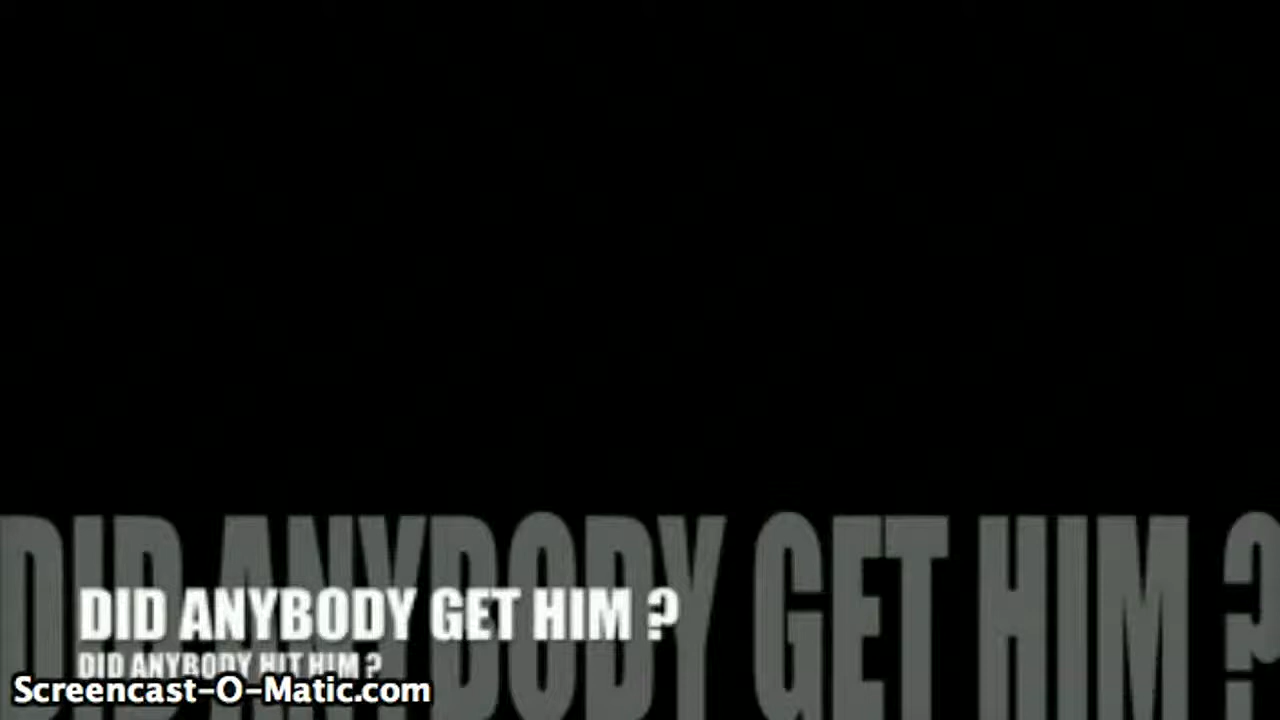 DID ANYBODY GET HIM ?
DID ANYBODY GET HIM ?
DID ANYBODY HIT HIM ?
Screencast-O-Matic.com